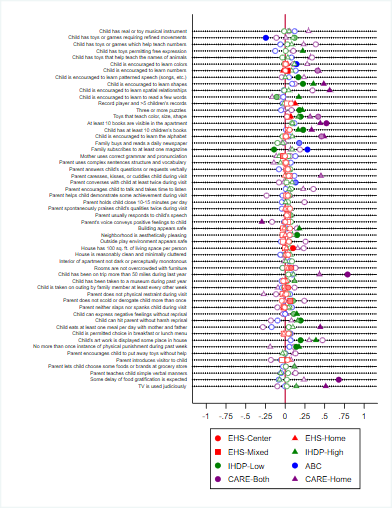 Child has real or toy musical instrument
Child has toys or games requiring refined movements
Child has toys or games which help teach numbers
Child has toys permitting free expression
Child has toys that help teach the names of animals
Child is encouraged to learn colors
Child is encouraged to learn numbers
Child is encouraged to learn patterned speech (songs, etc.)
Child is encouraged to learn shapes
Child is encouraged to learn spatial relationships
Child is encouraged to learn to read a few words
Record player and >5 children's records
Three or more puzzles
Toys that teach color, size, shape
At least 10 books are visible in the apartment
Child has at least 10 children's books
Child is encouraged to learn the alphabet
Family buys and reads a daily newspaper
Family subscribes to at least one magazine
Mother uses correct grammar and pronunciation
Parent uses complex sentence structure and vocabulary
Parent answers child's questions or requests verbally
Parent caresses, kisses, or cuddles child during visit
Parent converses with child at least twice during visit
Parent encourages child to talk and takes time to listen
Parent helps child demonstrate some achievement during visit
Parent holds child close 10-15 minutes per day
Parent spontaneously praises child's qualities twice during visit
Parent usually responds to child's speech
Parent's voice conveys positive feelings to child
Building appears safe
Neighborhood is aesthetically pleasing
Outside play environment appears safe
House has 100 sq. ft. of living space per person
House is reasonably clean and minimally cluttered
Interior of apartment not dark or perceptually monotonous
Rooms are not overcrowded with furniture
Child has been on trip more than 50 miles during last year
Child has been taken to a museum during past year
Child is taken on outing by family member at least every other week
Parent does not physical restraint during visit
Parent does not scold or derogate child more than once
Parent neither slaps nor spanks child during visit
Child can express negative feelings without reprisal
Child can hit parent without harsh reprisal
Child eats at least one meal per day with mother and father
Child is permitted choice in breakfast or lunch menu
Child's art work is displayed some place in house
No more than one instance of physical punishment during past week
Parent encourages child to put away toys without help
Parent introduces visitor to child
Parent lets child choose some foods or brands at grocery store
Parent teaches child simple verbal manners
Some delay of food gratification is expected
TV is used judiciously
-1 -.75 -.5 -.25 0 .25 .5 .75 1
EHS-Center EHS-Home
EHS-Mixed IHDP-High
IHDP-Low ABC
CARE-Both CARE-Home